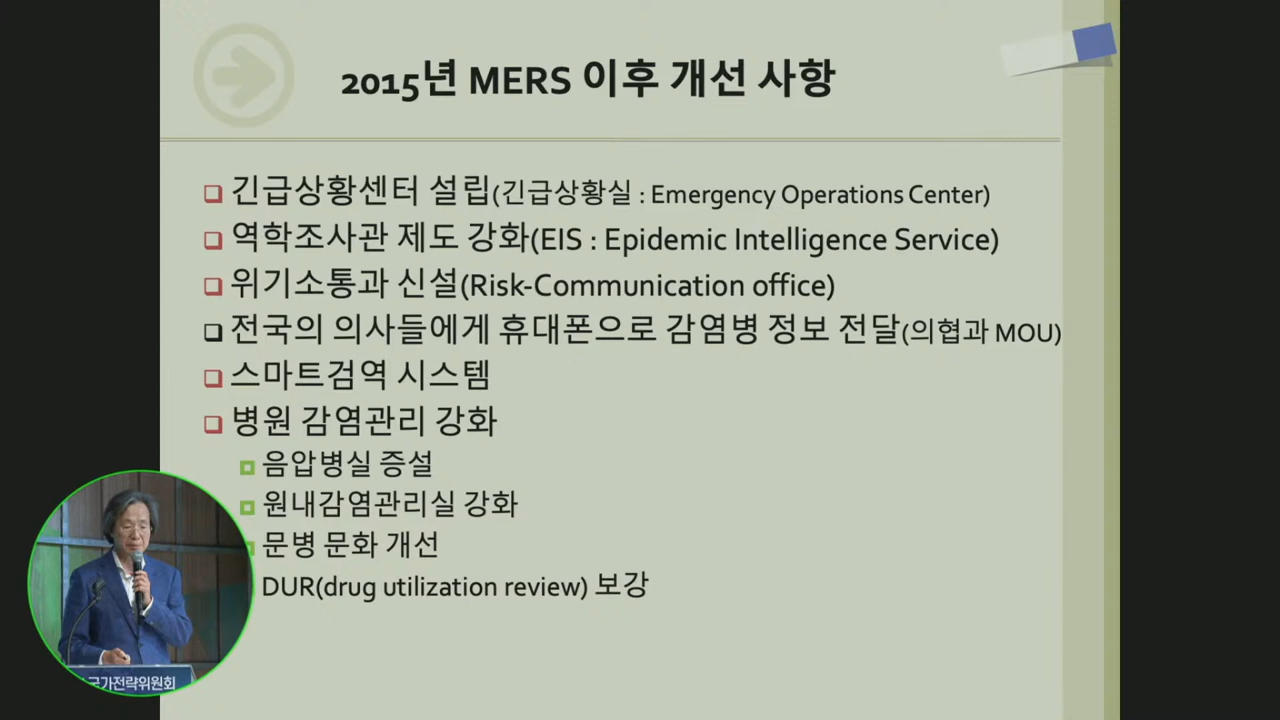 2015년 MERS 이후 개선 사항
긴급상황센터 설립(긴급상황실 : Emergency Operations Center)
역학조사관 제도 강화(EIS : Epidemic Intelligence Service)
위기소통과 신설(Risk-Communication office)
전국의 의사들에게 휴대폰으로 감염병 정보 전달(의협과 MOU)
스마트검역 시스템
병원 감염관리 강화
음압병실 증설
원내감염관리실 강화
문병 문화 개선
DUR(drug utilization review) 보강
국가전략위원회